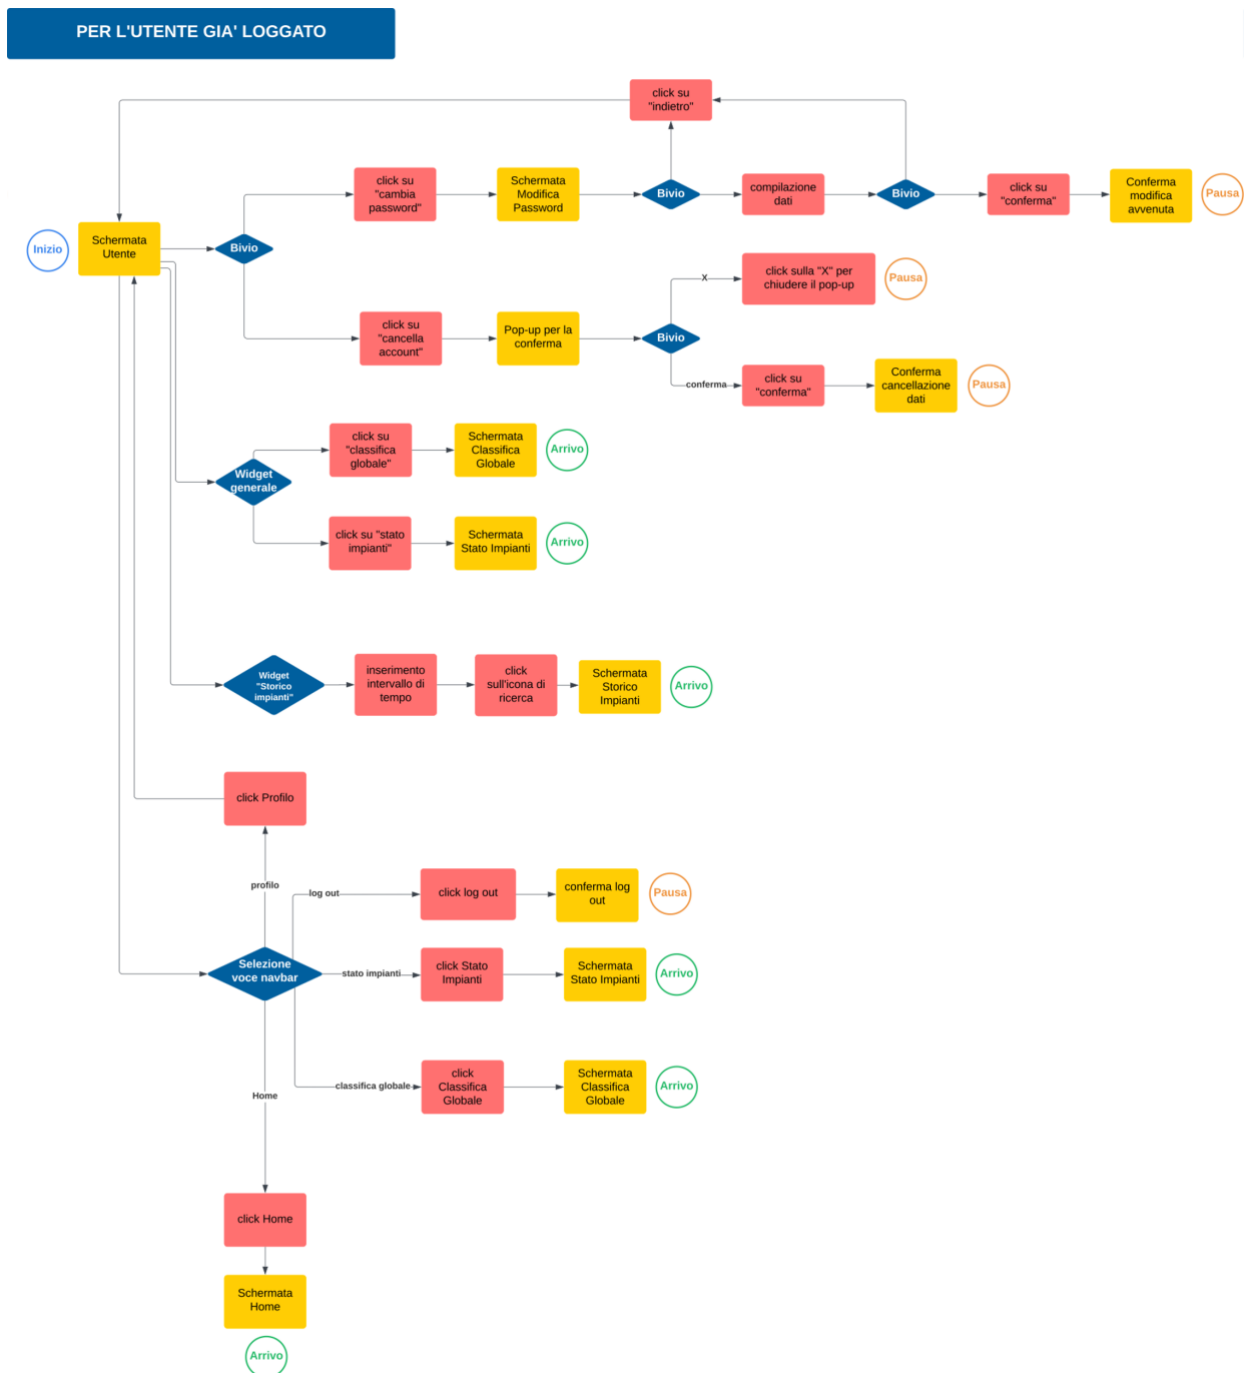 PER L'UTENTE GIA' LOGGATO
click su
"indietro"
click su
"cambia
password"
Schermata
Modifica
Password
Bivio
compilazione
dati
Bivio
click su
"conferma"
Conferma
modifica
avvenuta
Pausa
Inizio
Schermata
Utente
Bivio
X
click sulla "X" per
chiudere il pop-up
Pausa
click su
"cancella
account"
Pop-up per la
conferma
Bivio
conferma
click su
"conferma"
Conferma
cancellazione
dati
Pausa
click su
"classifica
globale"
Schermata
Classifica
Globale
Arrivo
Widget
generale
click su "stato
impianti"
Schermata
Stato Impianti
Arrivo
Widget
"Storico
impianti"
inserimento
intervallo di
tempo
click
sull'icona di
ricerca
Schermata
Storico
Impianti
Arrivo
click Profilo
profilo
log out
click log out
conferma log
out
Pausa
Selezione
voce navbar
stato impianti
click Stato
Impianti
Schermata
Stato Impianti
Arrivo
classifica globale
click
Classifica
Globale
Schermata
Classifica
Globale
Arrivo
Home
click Home
Schermata
Home
Arrivo